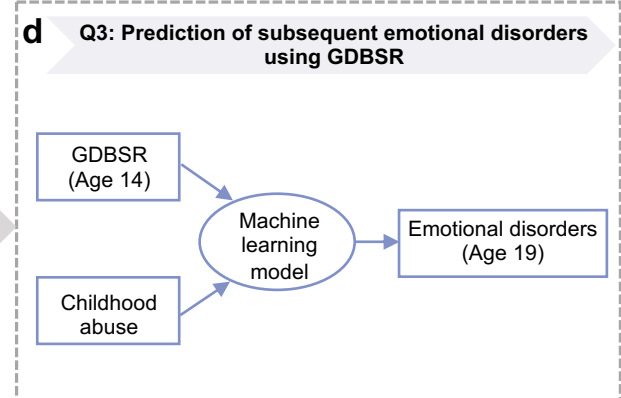 d
Q3: Prediction of subsequent emotional disorders
using GDBSR
GDBSR
(Age 14)
Machine
learning
model
Emotional disorders
(Age 19)
Childhood
abuse